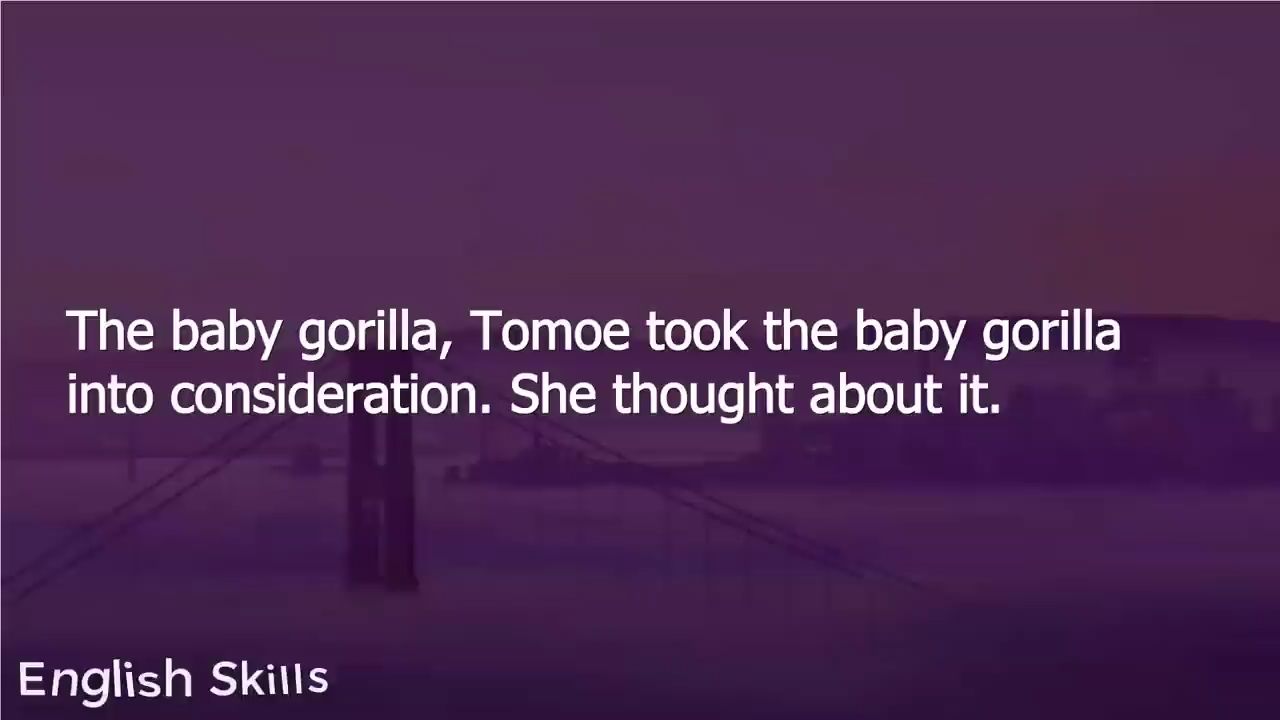 The baby gorilla, Tomoe took the baby gorilla
into consideration. She thought about it.
English Skills